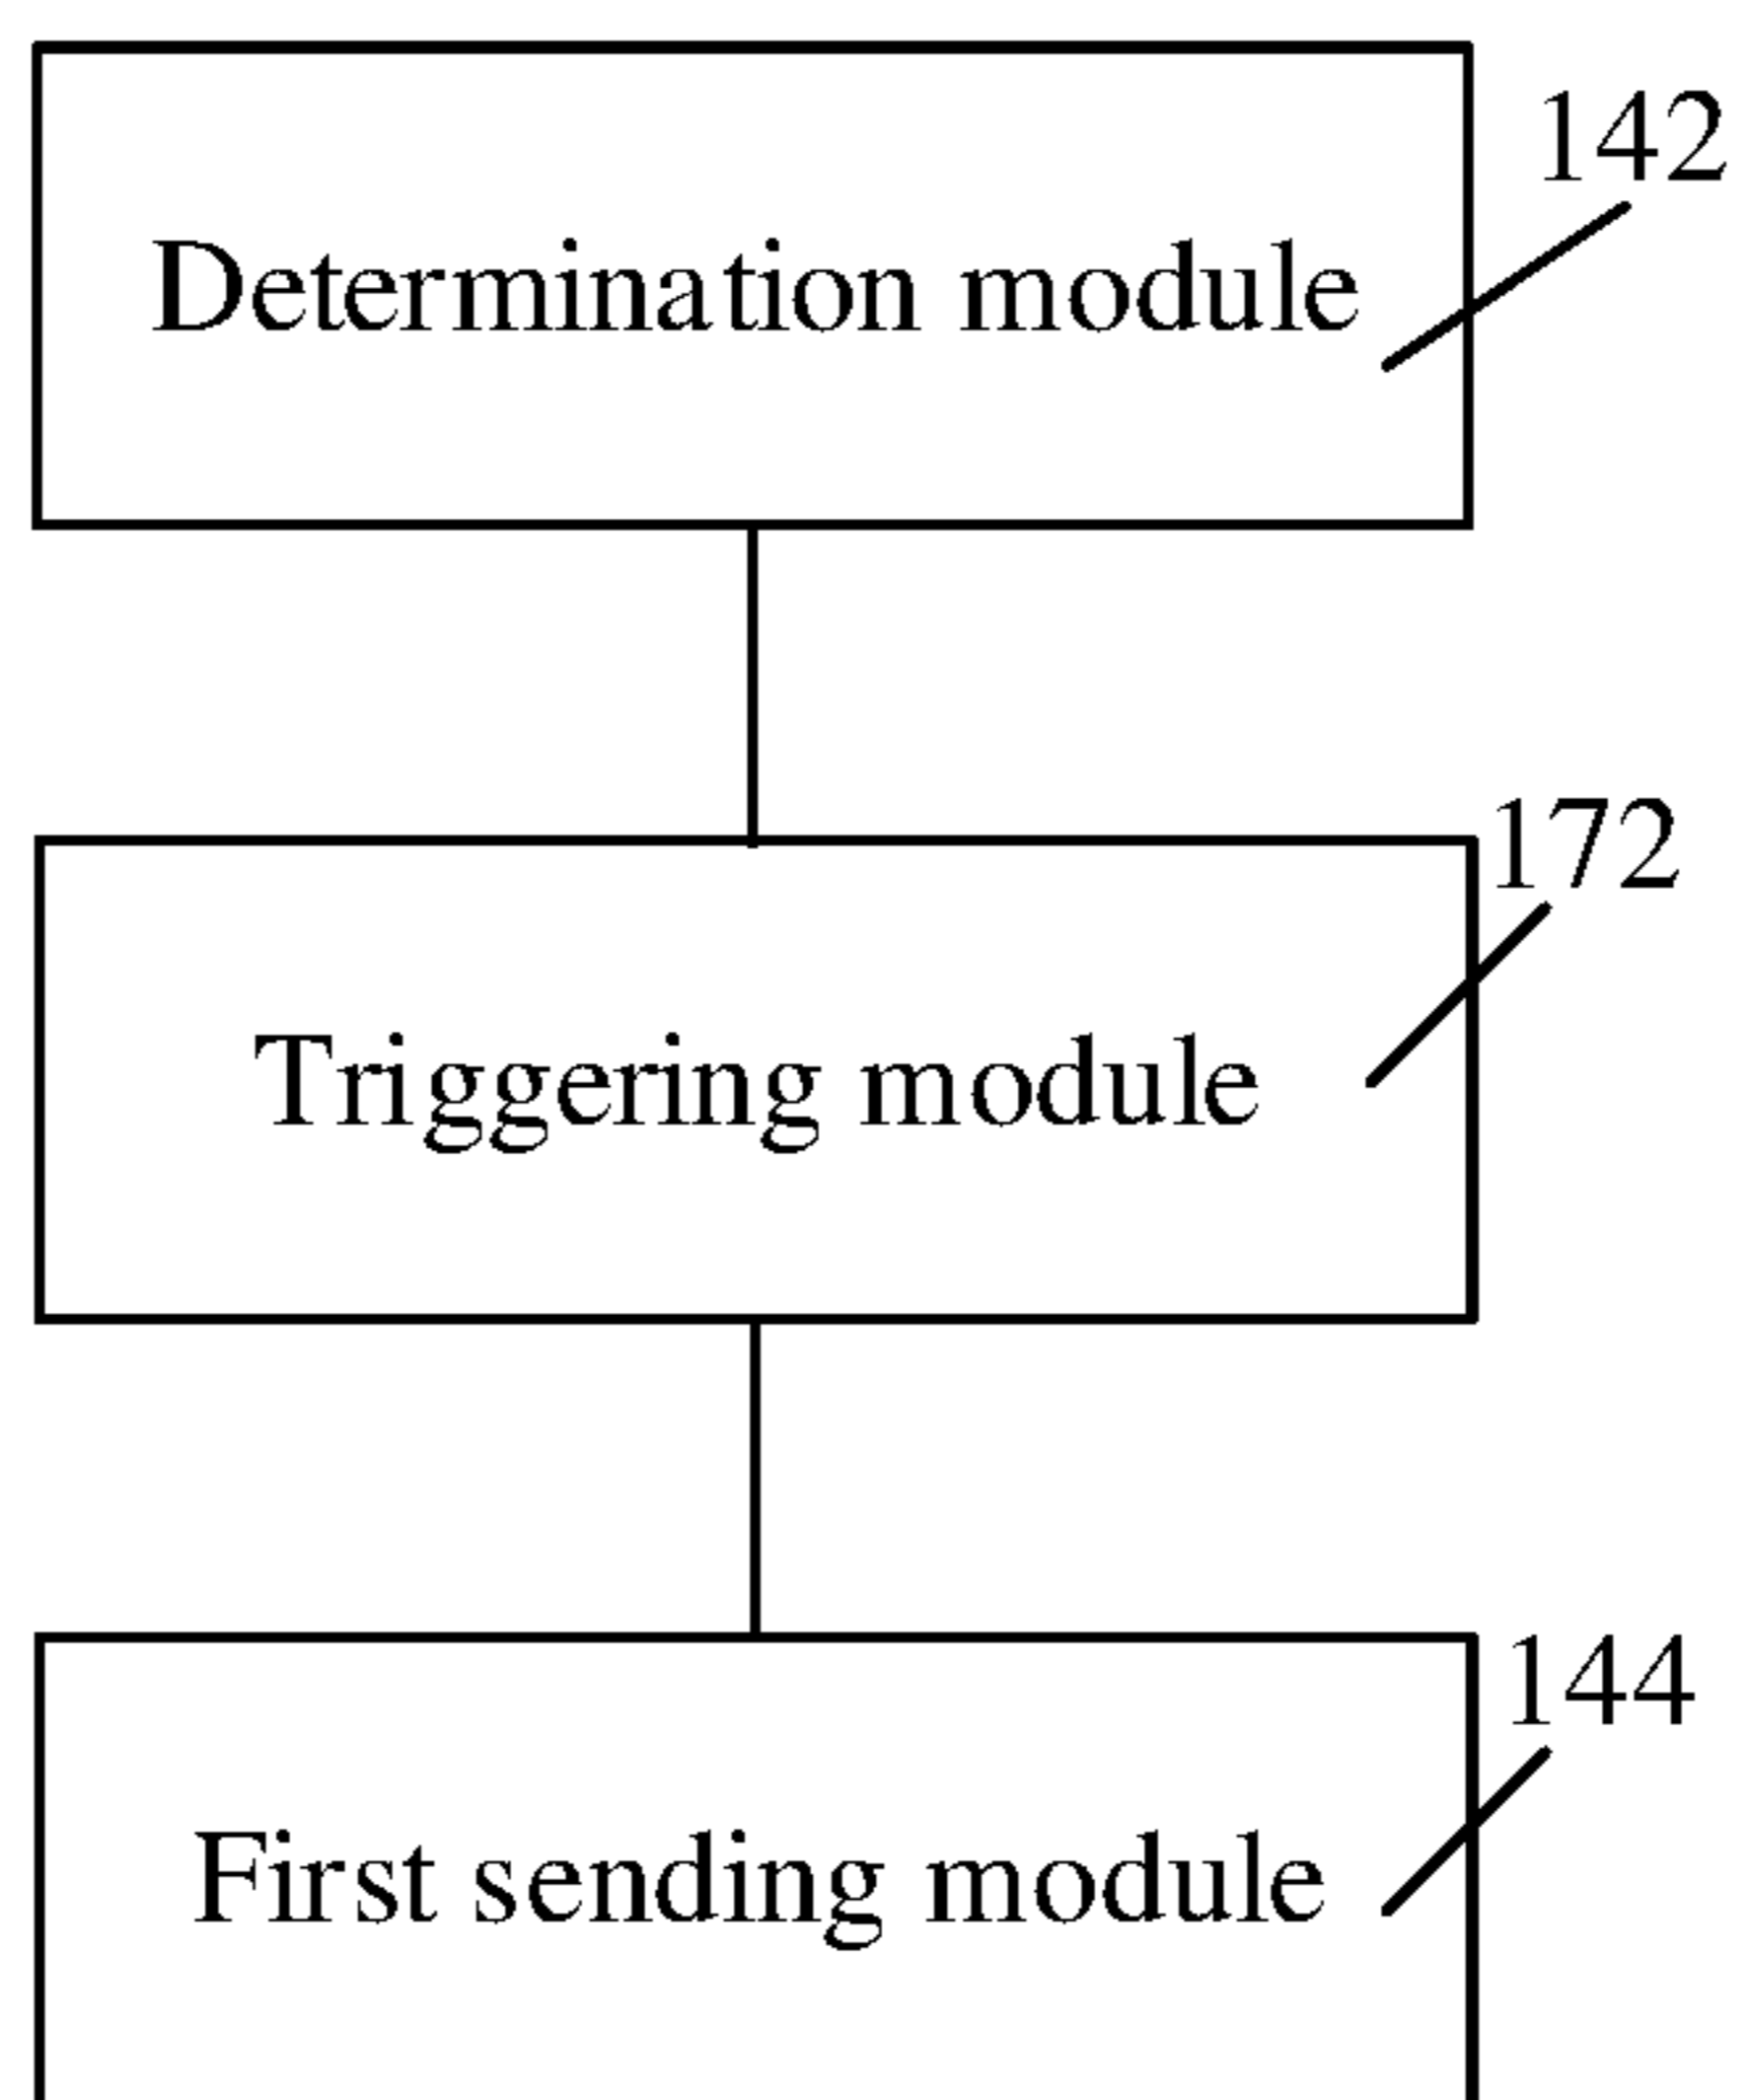 142
Determination module
172
Triggering module
144
First sending module